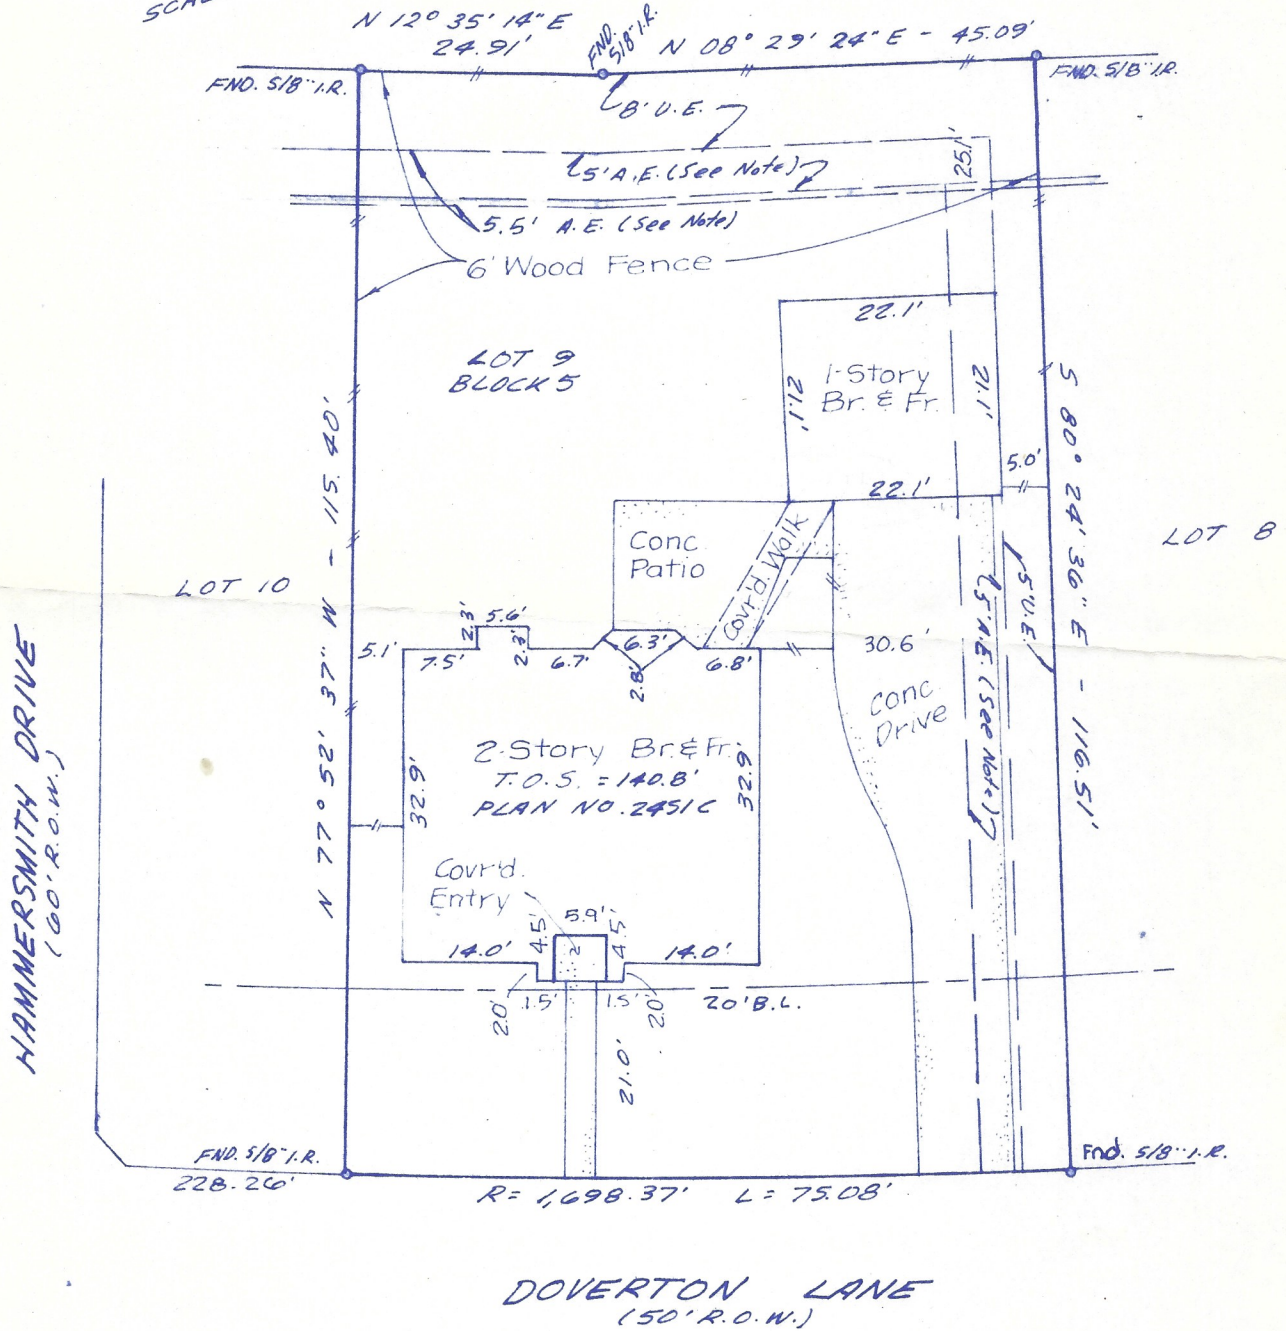 SCAL
N 12° 35' 14" E
24.91'
FND.
5/8" I.R.
N 08° 29' 24" E - 45.09'
FND. 5/8" I.R.
FND. 5/8" I.R.
8' U.E.
25.1'
5' A.E. (See Note)
5.5' A.E. (See Note)
6' Wood Fence
22.1'
LOT 9
BLOCK 5
1-Story
Br. & Fr.
21.1'
21.1'
N 77° 52' 37" W - 115.40'
S 80° 24' 36" E - 116.51'
5.0'
22.1'
LOT 8
Conc.
Patio
Covr'd. Walk
LOT 10
5' U.E.
5' A.E. (See Note)
5.1'
7.5'
2.3'
5.6'
2.3'
6.7'
6.3'
2.8'
6.8'
30.6'
Conc.
Drive
HAMMERSMITH DRIVE
(60' R.O.W.)
2-Story Br. & Fr.
T.O.S. = 140.8'
PLAN NO. 2451C
32.9'
32.9'
Covr'd.
Entry
5.9'
4.5'
4.5'
14.0'
14.0'
2.0'
1.5'
1.5'
2.0'
20' B.L.
21.0'
FND. 5/8" I.R.
228.26'
Fnd. 5/8" I.R.
R = 1,698.37' L = 75.08'
DOVERTON LANE
(50' R.O.W.)